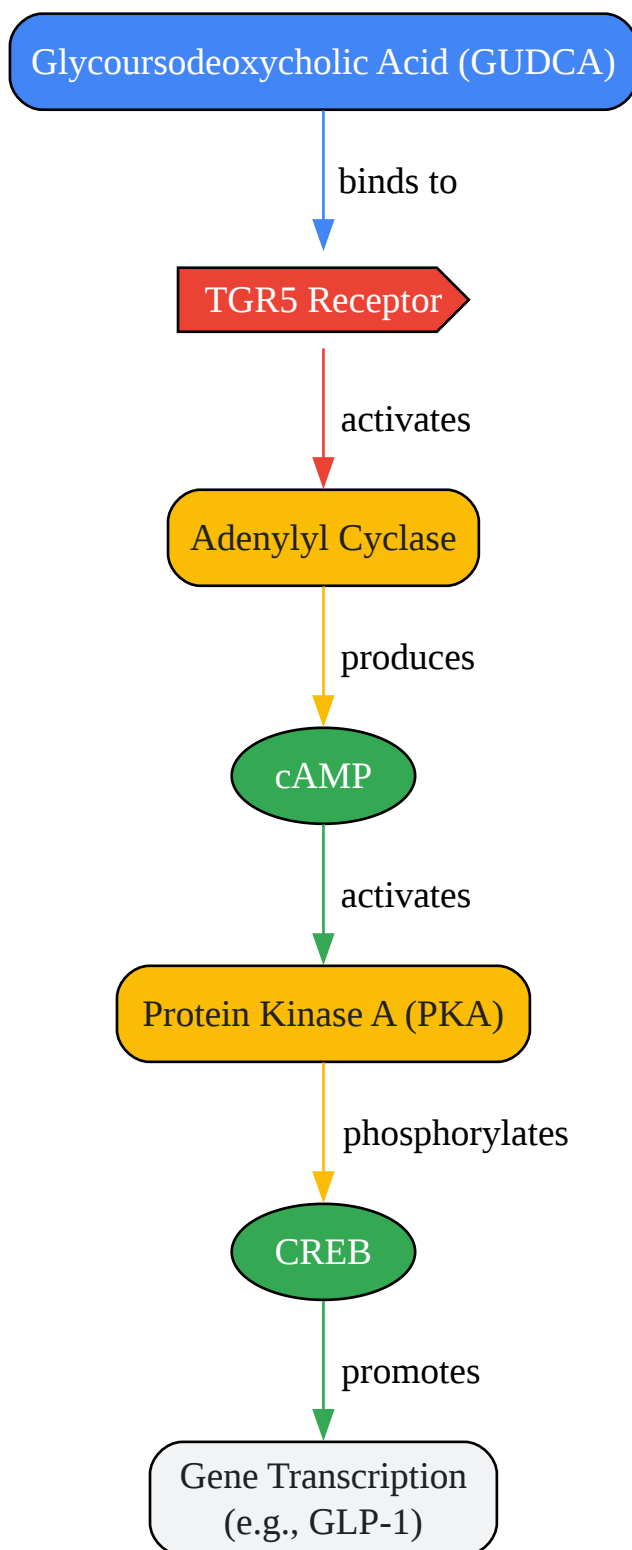 Glycoursodeoxycholic Acid (GUDCA)
binds to
TGR5 Receptor
activates
Adenylyl Cyclase
produces
cAMP
activates
Protein Kinase A (PKA)
phosphorylates
CREB
promotes
Gene Transcription
(e.g., GLP-1)